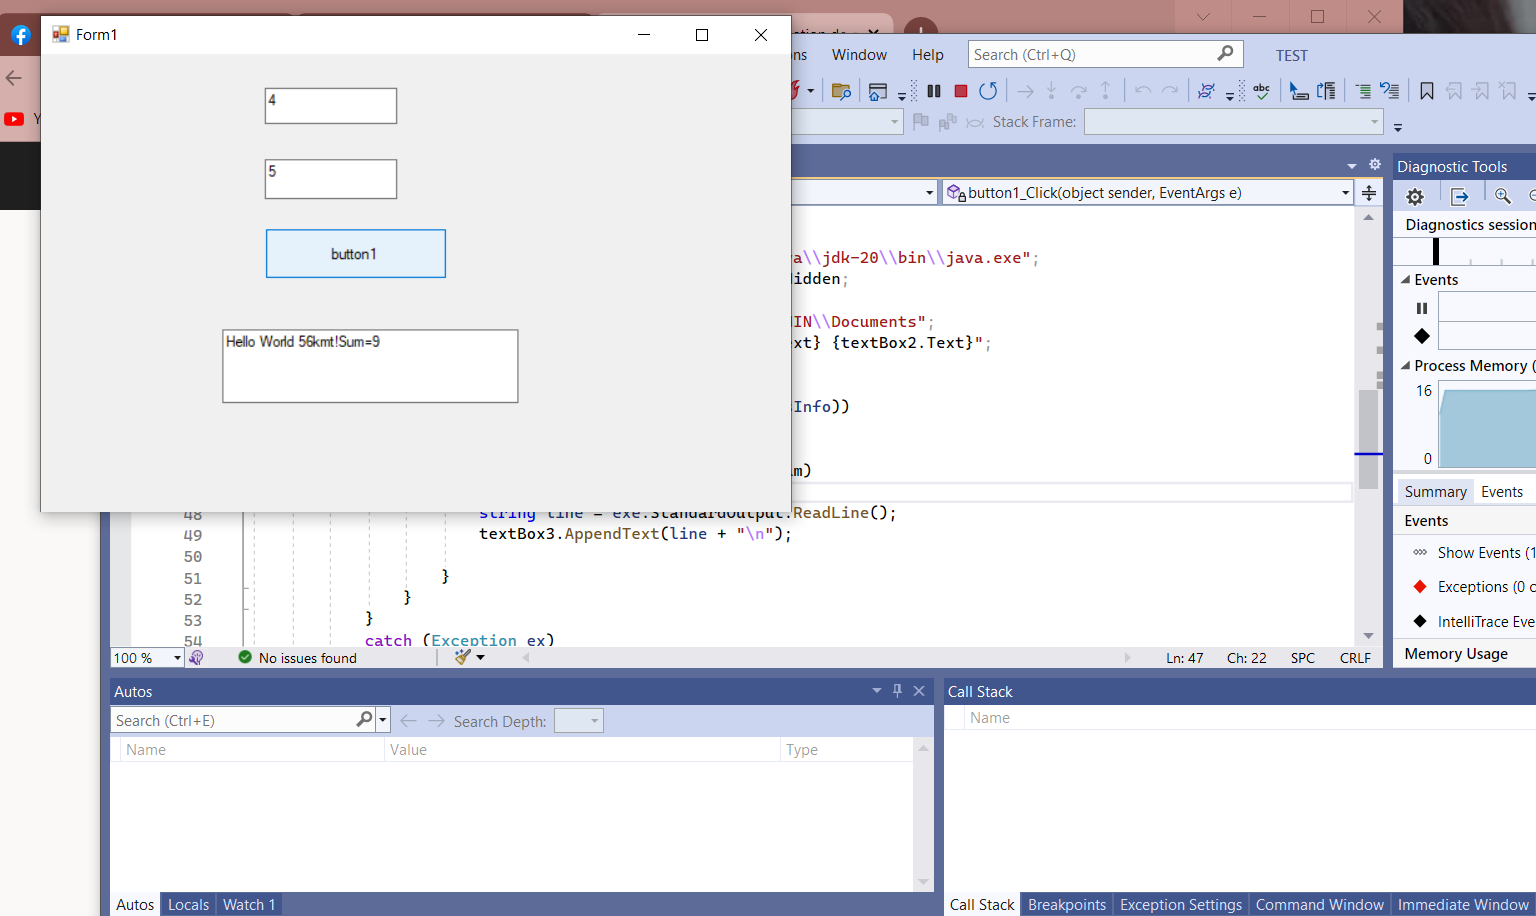 Form1
4
5
button1
Hello World 56kmt!Sum=9
Window
Help
Search (Ctrl+Q)
TEST
Stack Frame:
button1_Click(object sender, EventArgs e)
a\\jdk-20\\bin\\java.exe";
Hidden;
IN\\Documents";
ext} {textBox2.Text}";
sInfo))
am)
48 string line = exe.StandardOutput.ReadLine();
49 textBox3.AppendText(line + "\n");
50
51 }
52 }
53 }
54 catch (Exception ex)
100 %
No issues found
Ln: 47
Ch: 22
SPC
CRLF
Diagnostic Tools
Diagnostics session
Events
Process Memory (
16
0
Summary
Events
Events
Show Events (1
Exceptions (0 o
IntelliTrace Eve
Memory Usage
Autos
Search (Ctrl+E)
Search Depth:
Name
Value
Type
Autos
Locals
Watch 1
Call Stack
Name
Call Stack
Breakpoints
Exception Settings
Command Window
Immediate Window